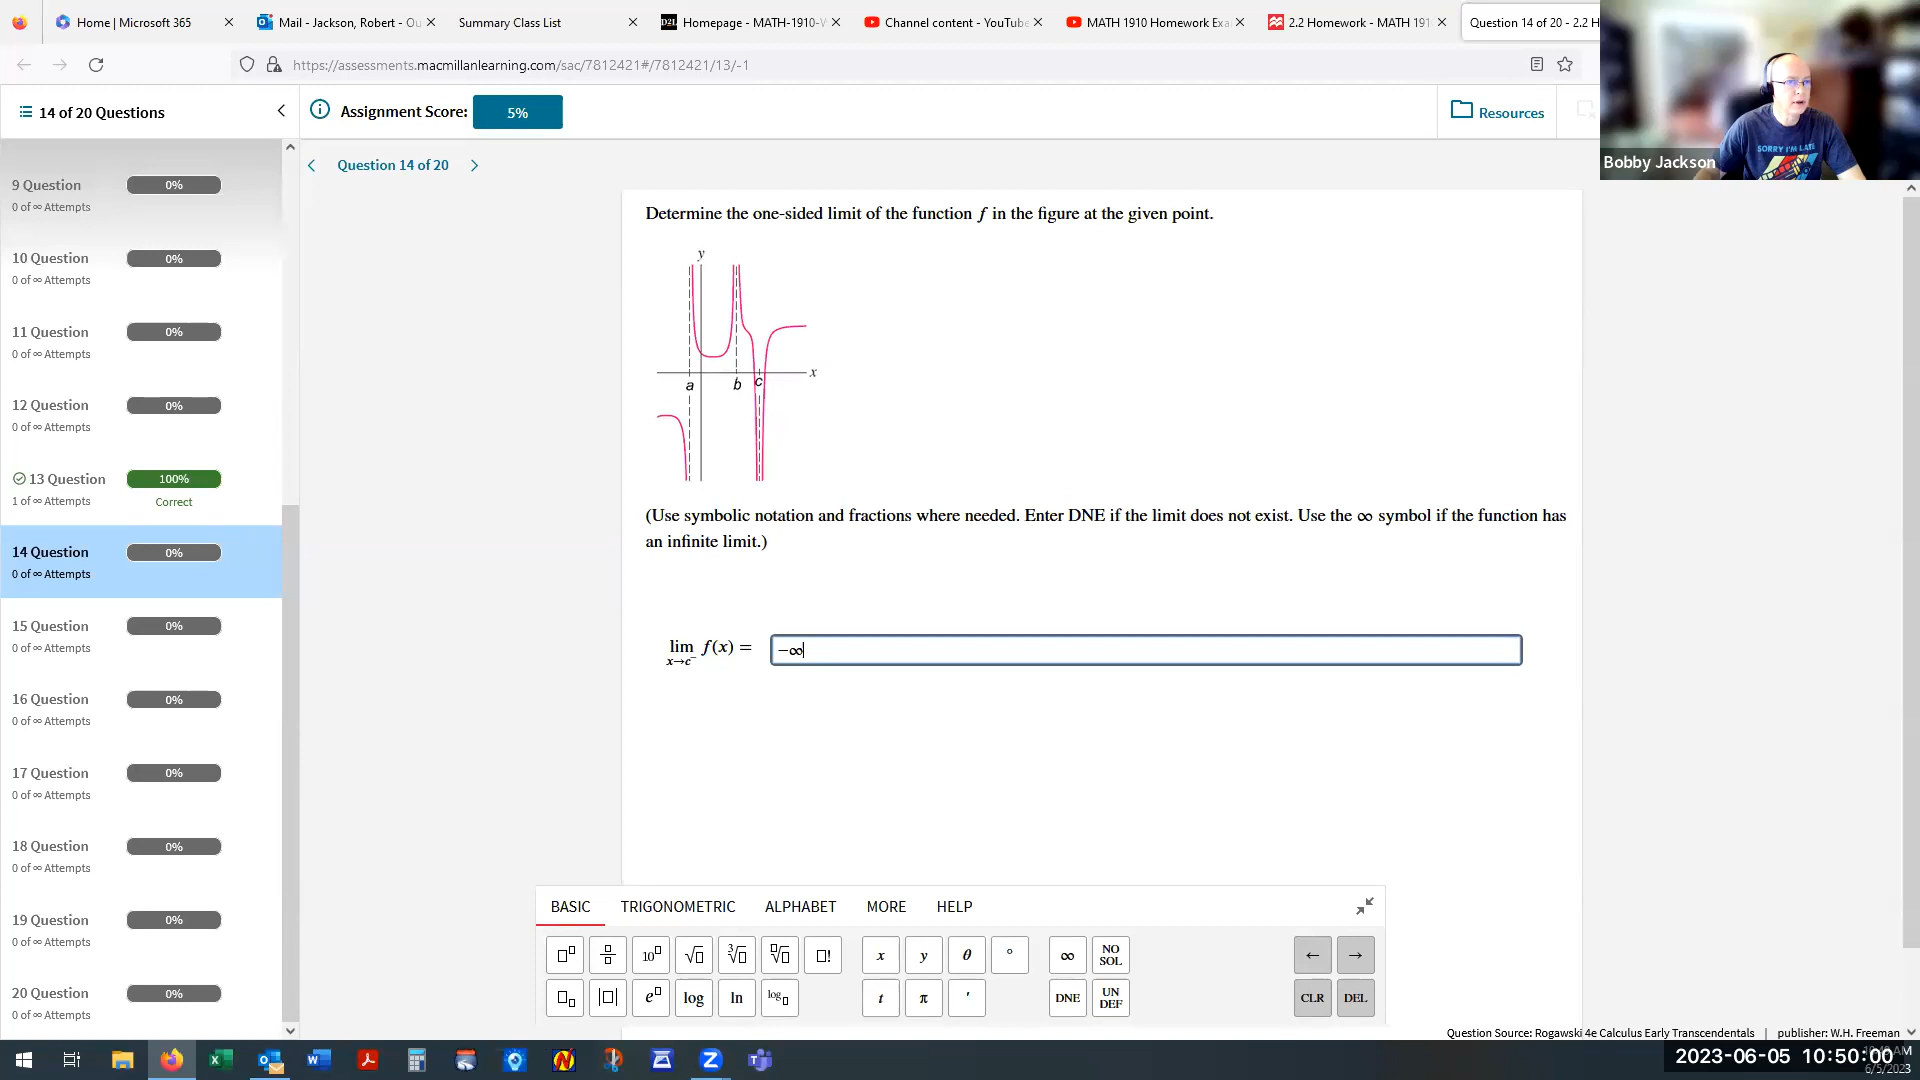 Home | Microsoft 365
Mail - Jackson, Robert - Ou
Summary Class List
D2L Homepage - MATH-1910-
Channel content - YouTube
MATH 1910 Homework Exa
2.2 Homework - MATH 191
Question 14 of 20 - 2.2 H
https://assessments.macmillanlearning.com/sac/7812421#/7812421/13/-1
14 of 20 Questions
Assignment Score:
5%
Resources
SORRY I'M LATE
Bobby Jackson
Question 14 of 20
9 Question
0%
0 of ∞ Attempts
10 Question
0%
0 of ∞ Attempts
11 Question
0%
0 of ∞ Attempts
12 Question
0%
0 of ∞ Attempts
13 Question
100%
1 of ∞ Attempts
Correct
14 Question
0%
0 of ∞ Attempts
15 Question
0%
0 of ∞ Attempts
16 Question
0%
0 of ∞ Attempts
17 Question
0%
0 of ∞ Attempts
18 Question
0%
0 of ∞ Attempts
19 Question
0%
0 of ∞ Attempts
20 Question
0%
0 of ∞ Attempts
Determine the one-sided limit of the function f in the figure at the given point.
y
x
a
b
c
(Use symbolic notation and fractions where needed. Enter DNE if the limit does not exist. Use the ∞ symbol if the function has
an infinite limit.)
lim f(x) = −∞
x→c⁻
BASIC TRIGONOMETRIC ALPHABET MORE HELP
□^□ □/□ 10^□ √□ ³√□ □√□ □! x y θ ° ∞ NO SOL ← →
□_□ |□| e^□ log ln log_□ t π ' DNE UN DEF CLR DEL
Question Source: Rogawski 4e Calculus Early Transcendentals | publisher: W.H. Freeman
2023-06-05 10:50:00
AM
6/5/2023